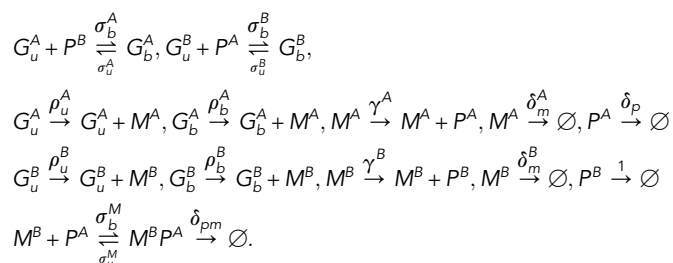 G_u^A + P^B ⇌ (σ_b^A / σ_u^A) G_b^A, G_u^B + P^A ⇌ (σ_b^B / σ_u^B) G_b^B,
G_u^A →(ρ_u^A) G_u^A + M^A, G_b^A →(ρ_b^A) G_b^A + M^A, M^A →(γ^A) M^A + P^A, M^A →(δ_m^A) ∅, P^A →(δ_p) ∅
G_u^B →(ρ_u^B) G_u^B + M^B, G_b^B →(ρ_b^B) G_b^B + M^B, M^B →(γ^B) M^B + P^B, M^B →(δ_m^B) ∅, P^B →(1) ∅
M^B + P^A ⇌ (σ_b^M / σ_u^M) M^B P^A →(δ_pm) ∅.